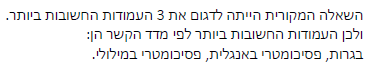 השאלה המקורית הייתה לדגום את 3 העמודות החשובות ביותר.
ולכן העמודות החשובות ביותר לפי מדד הקשר הן:
בגרות, פסיכומטרי באנגלית, פסיכומטרי במילולי.